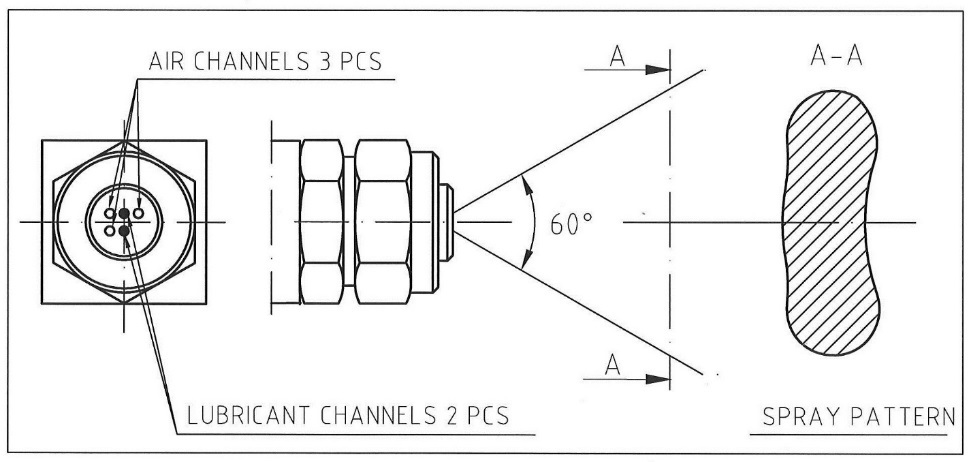 AIR CHANNELS 3 PCS
A
A-A
60°
A
LUBRICANT CHANNELS 2 PCS
SPRAY PATTERN